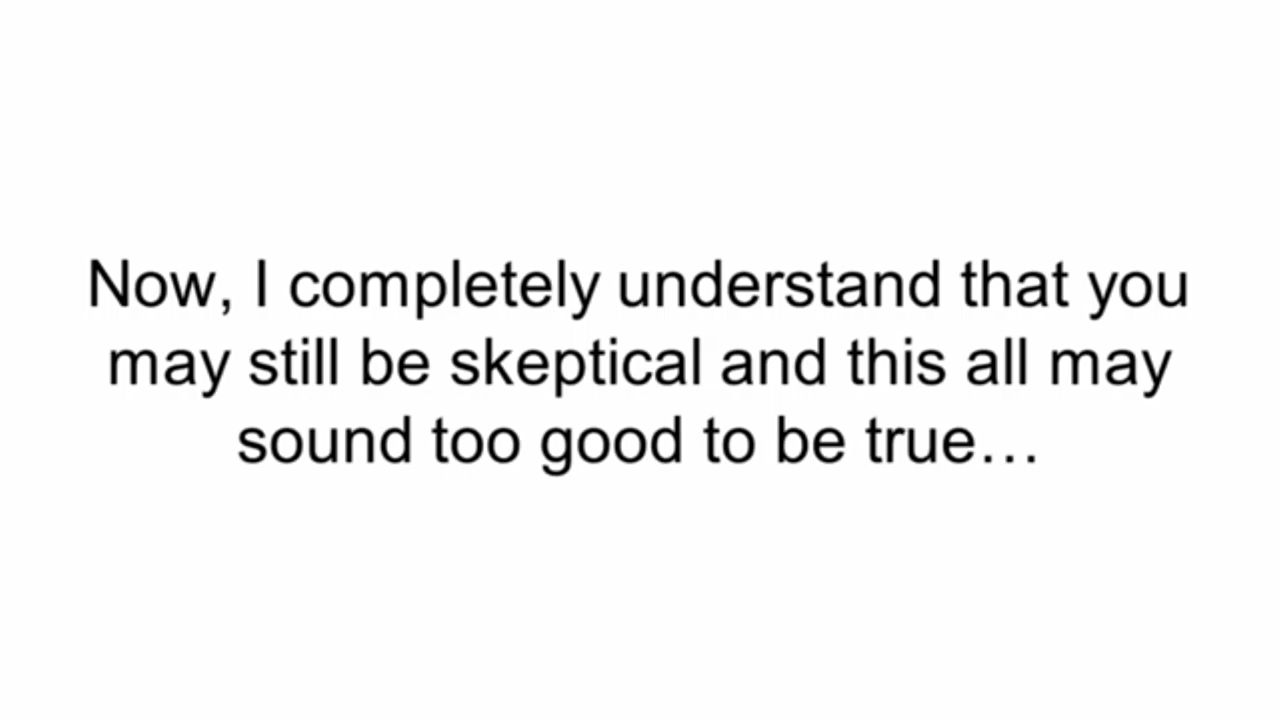 Now, I completely understand that you
may still be skeptical and this all may
sound too good to be true…